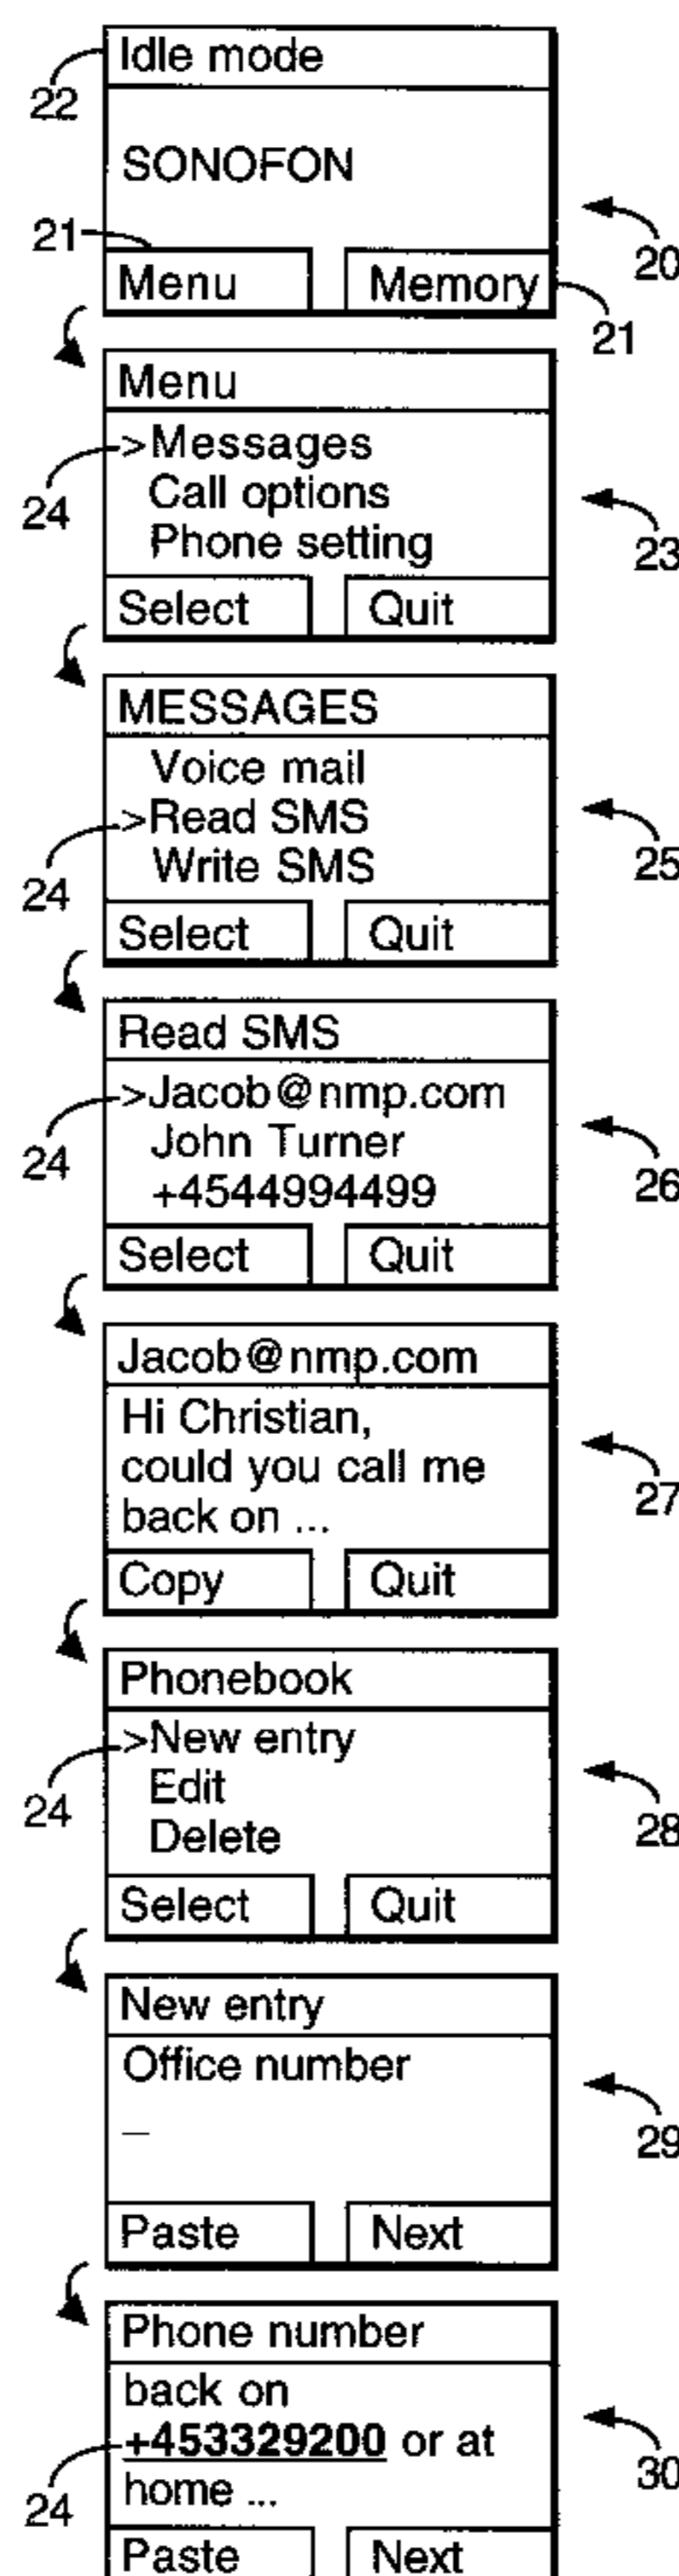 Idle mode
22
SONOFON
20
21
Menu Memory
21
Menu
>Messages
24
Call options
23
Phone setting
Select Quit
MESSAGES
Voice mail
>Read SMS
25
24
Write SMS
Select Quit
Read SMS
>Jacob@nmp.com
24
John Turner
26
+4544994499
Select Quit
Jacob@nmp.com
Hi Christian,
could you call me
27
back on ...
Copy Quit
Phonebook
>New entry
24
Edit
28
Delete
Select Quit
New entry
Office number
29
_
Paste Next
Phone number
back on
+453329200 or at
30
24
home ...
Paste Next